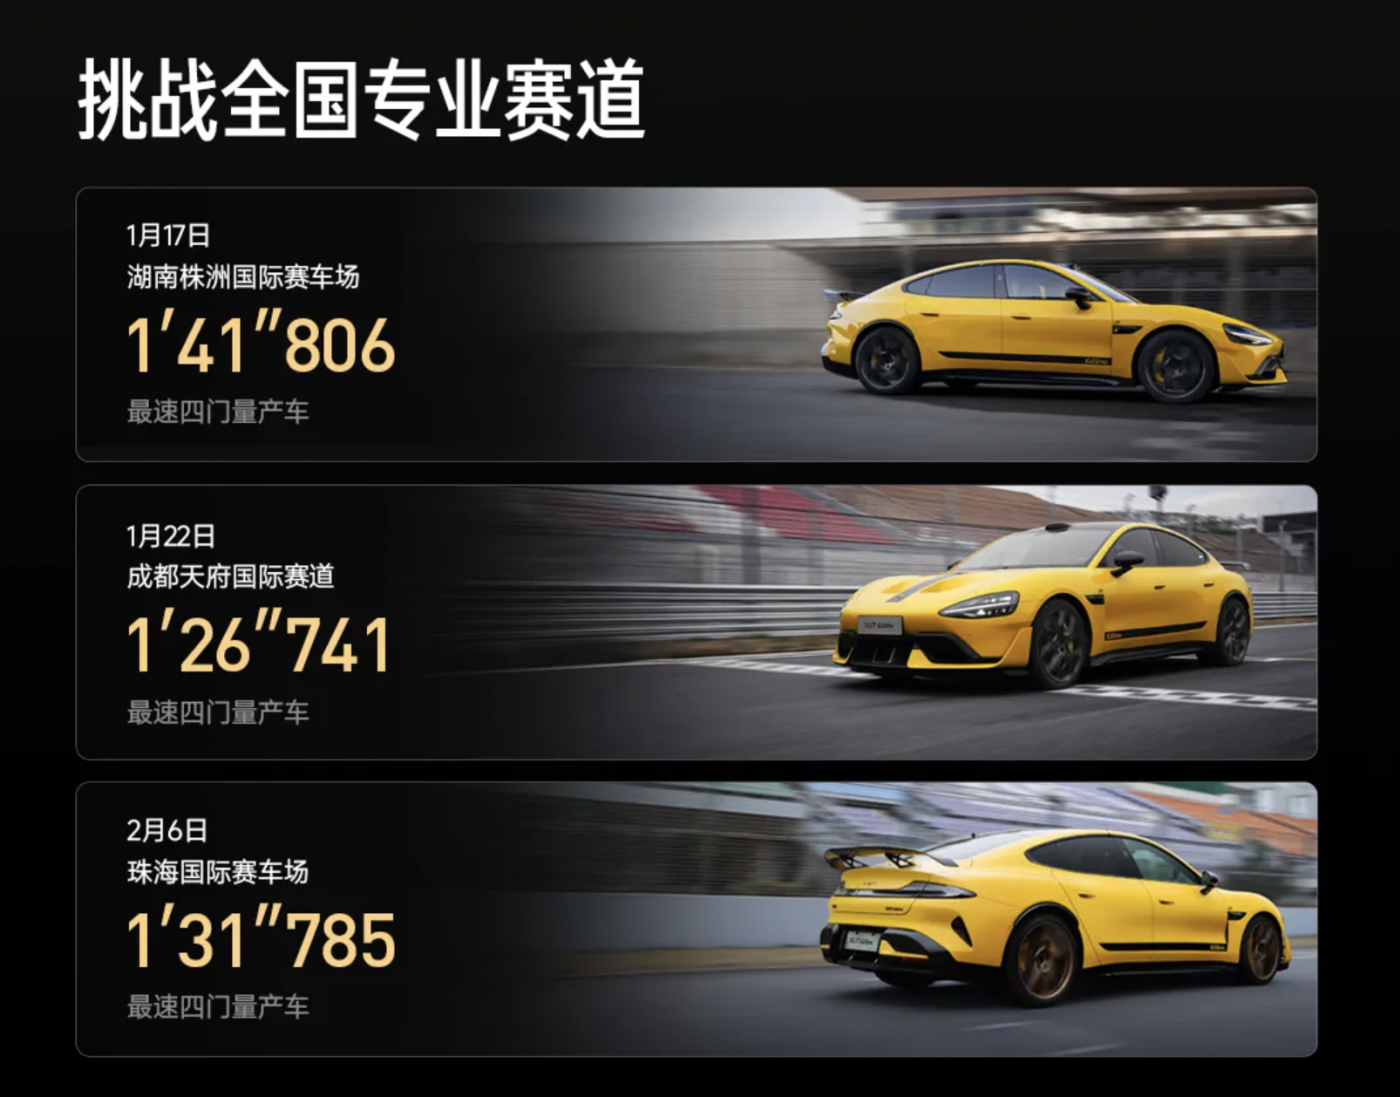 挑战全国专业赛道
1月17日
湖南株洲国际赛车场
1′41″806
最速四门量产车
1月22日
成都天府国际赛道
1′26″741
最速四门量产车
2月6日
珠海国际赛车场
1′31″785
最速四门量产车